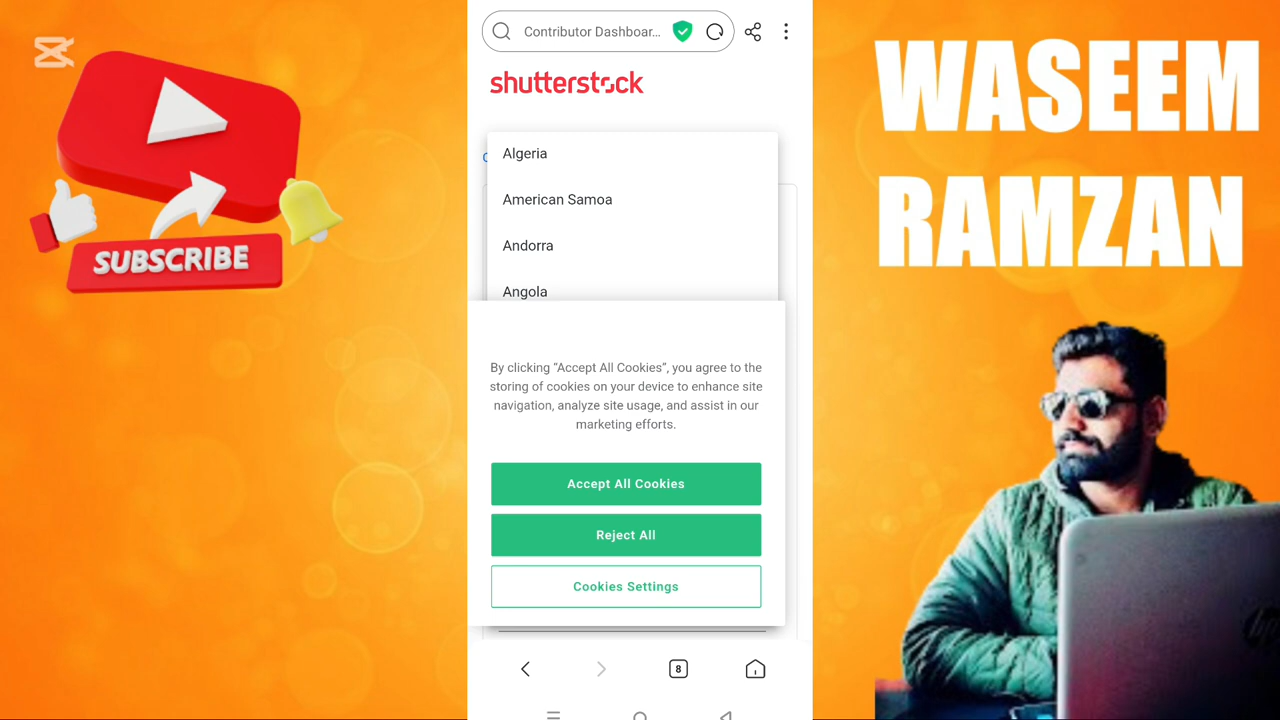 SUBSCRIBE
Contributor Dashboar...
shutterstock
Algeria
American Samoa
Andorra
Angola
By clicking “Accept All Cookies”, you agree to the
storing of cookies on your device to enhance site
navigation, analyze site usage, and assist in our
marketing efforts.
Accept All Cookies
Reject All
Cookies Settings
8
WASEEM
RAMZAN